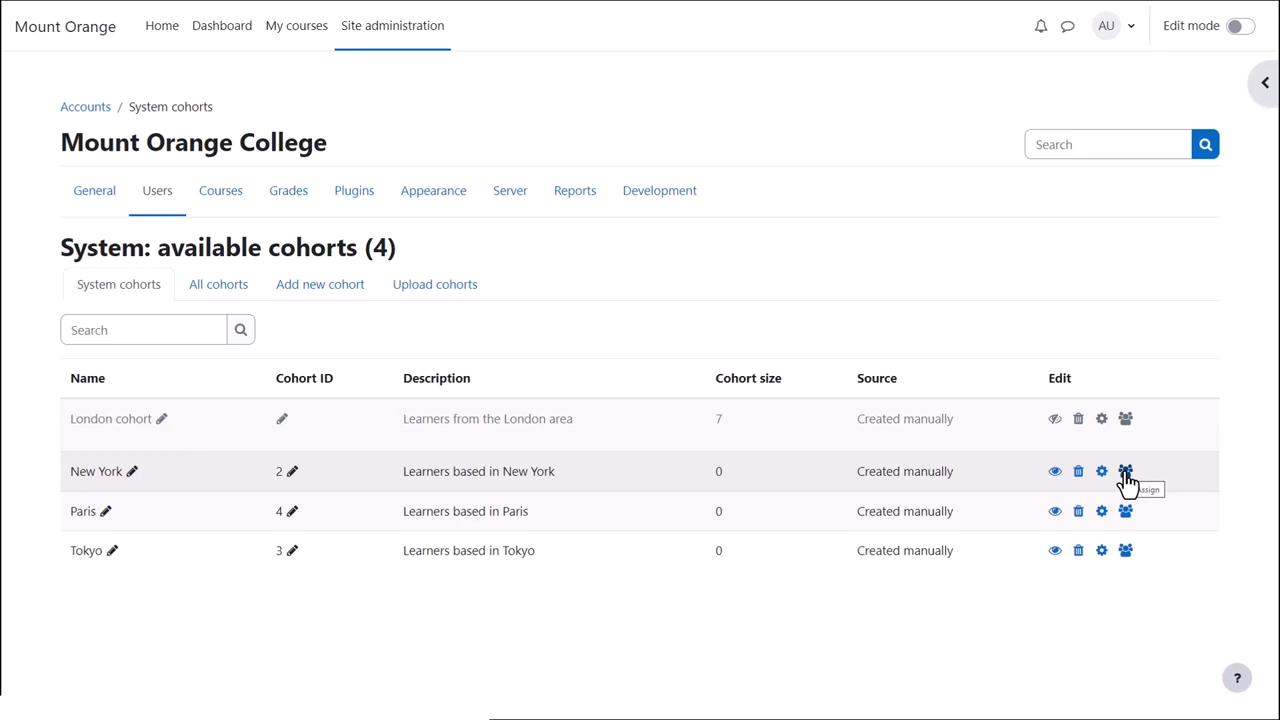 Mount Orange Home Dashboard My courses Site administration AU Edit mode
Accounts / System cohorts
Mount Orange College
Search
General Users Courses Grades Plugins Appearance Server Reports Development
System: available cohorts (4)
System cohorts All cohorts Add new cohort Upload cohorts
Search
Name Cohort ID Description Cohort size Source Edit
London cohort Learners from the London area 7 Created manually
New York 2 Learners based in New York 0 Created manually
Paris 4 Learners based in Paris 0 Created manually
Tokyo 3 Learners based in Tokyo 0 Created manually
?